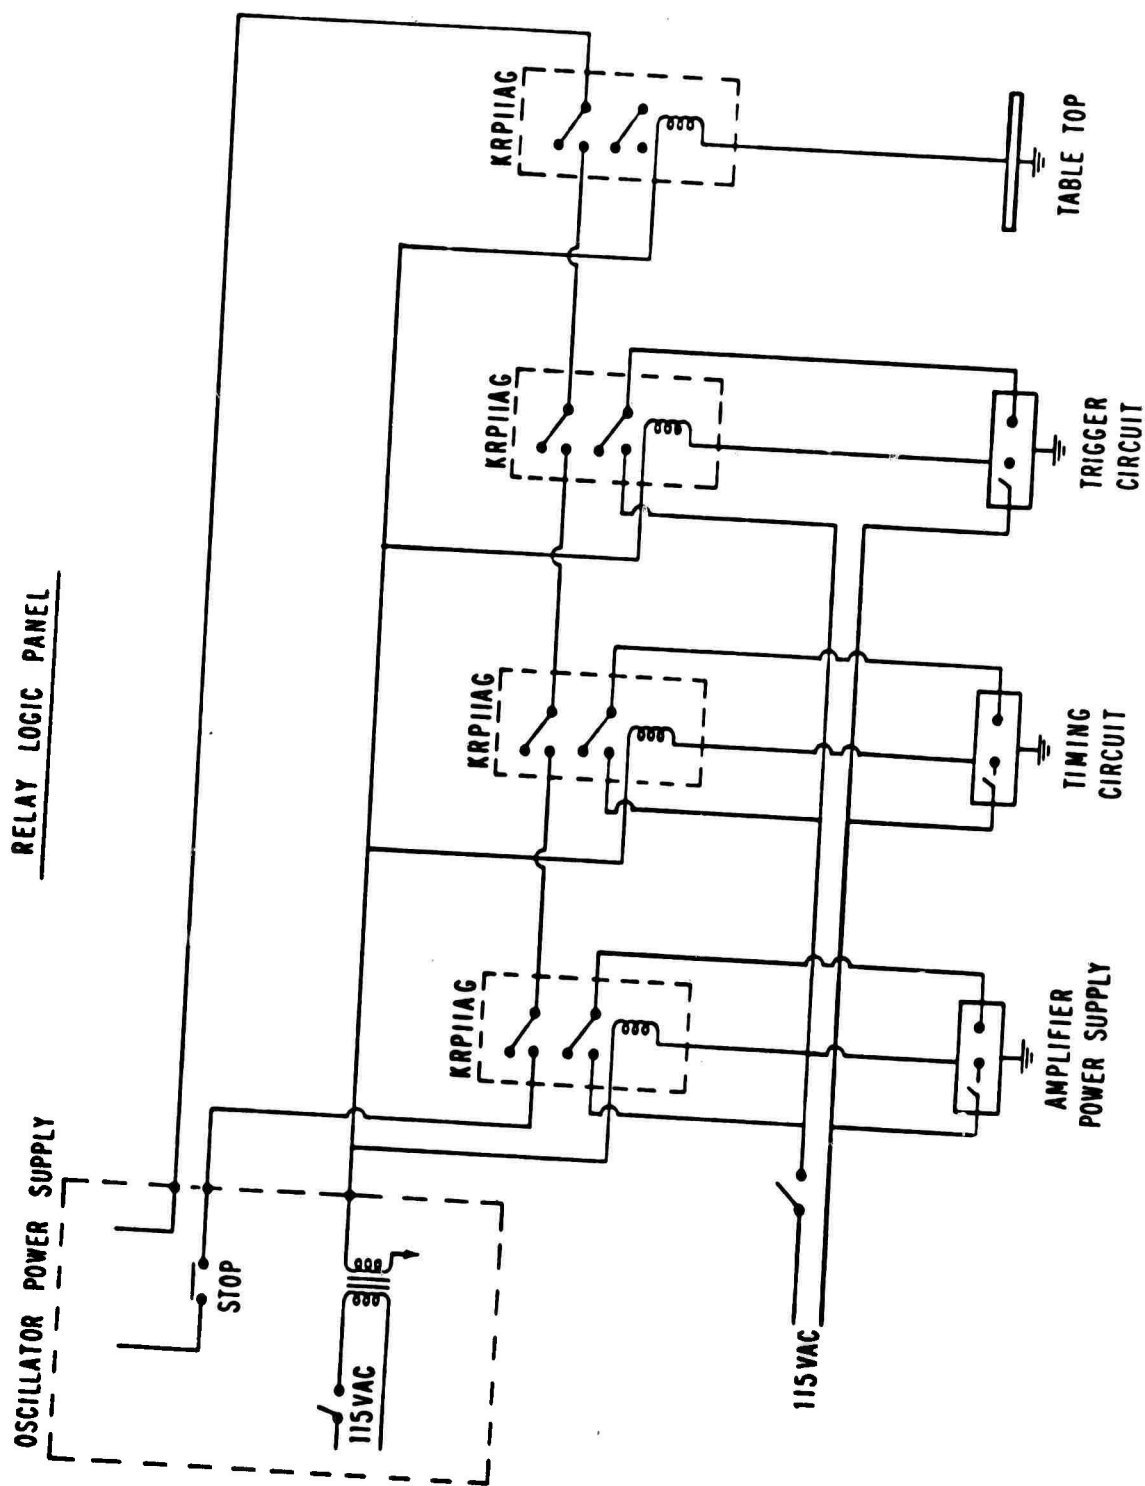 RELAY LOGIC PANEL
OSCILLATOR POWER SUPPLY
STOP
115VAC
115VAC
KRP11AG
KRP11AG
KRP11AG
KRP11AG
AMPLIFIER
POWER SUPPLY
TIMING
CIRCUIT
TRIGGER
CIRCUIT
TABLE TOP